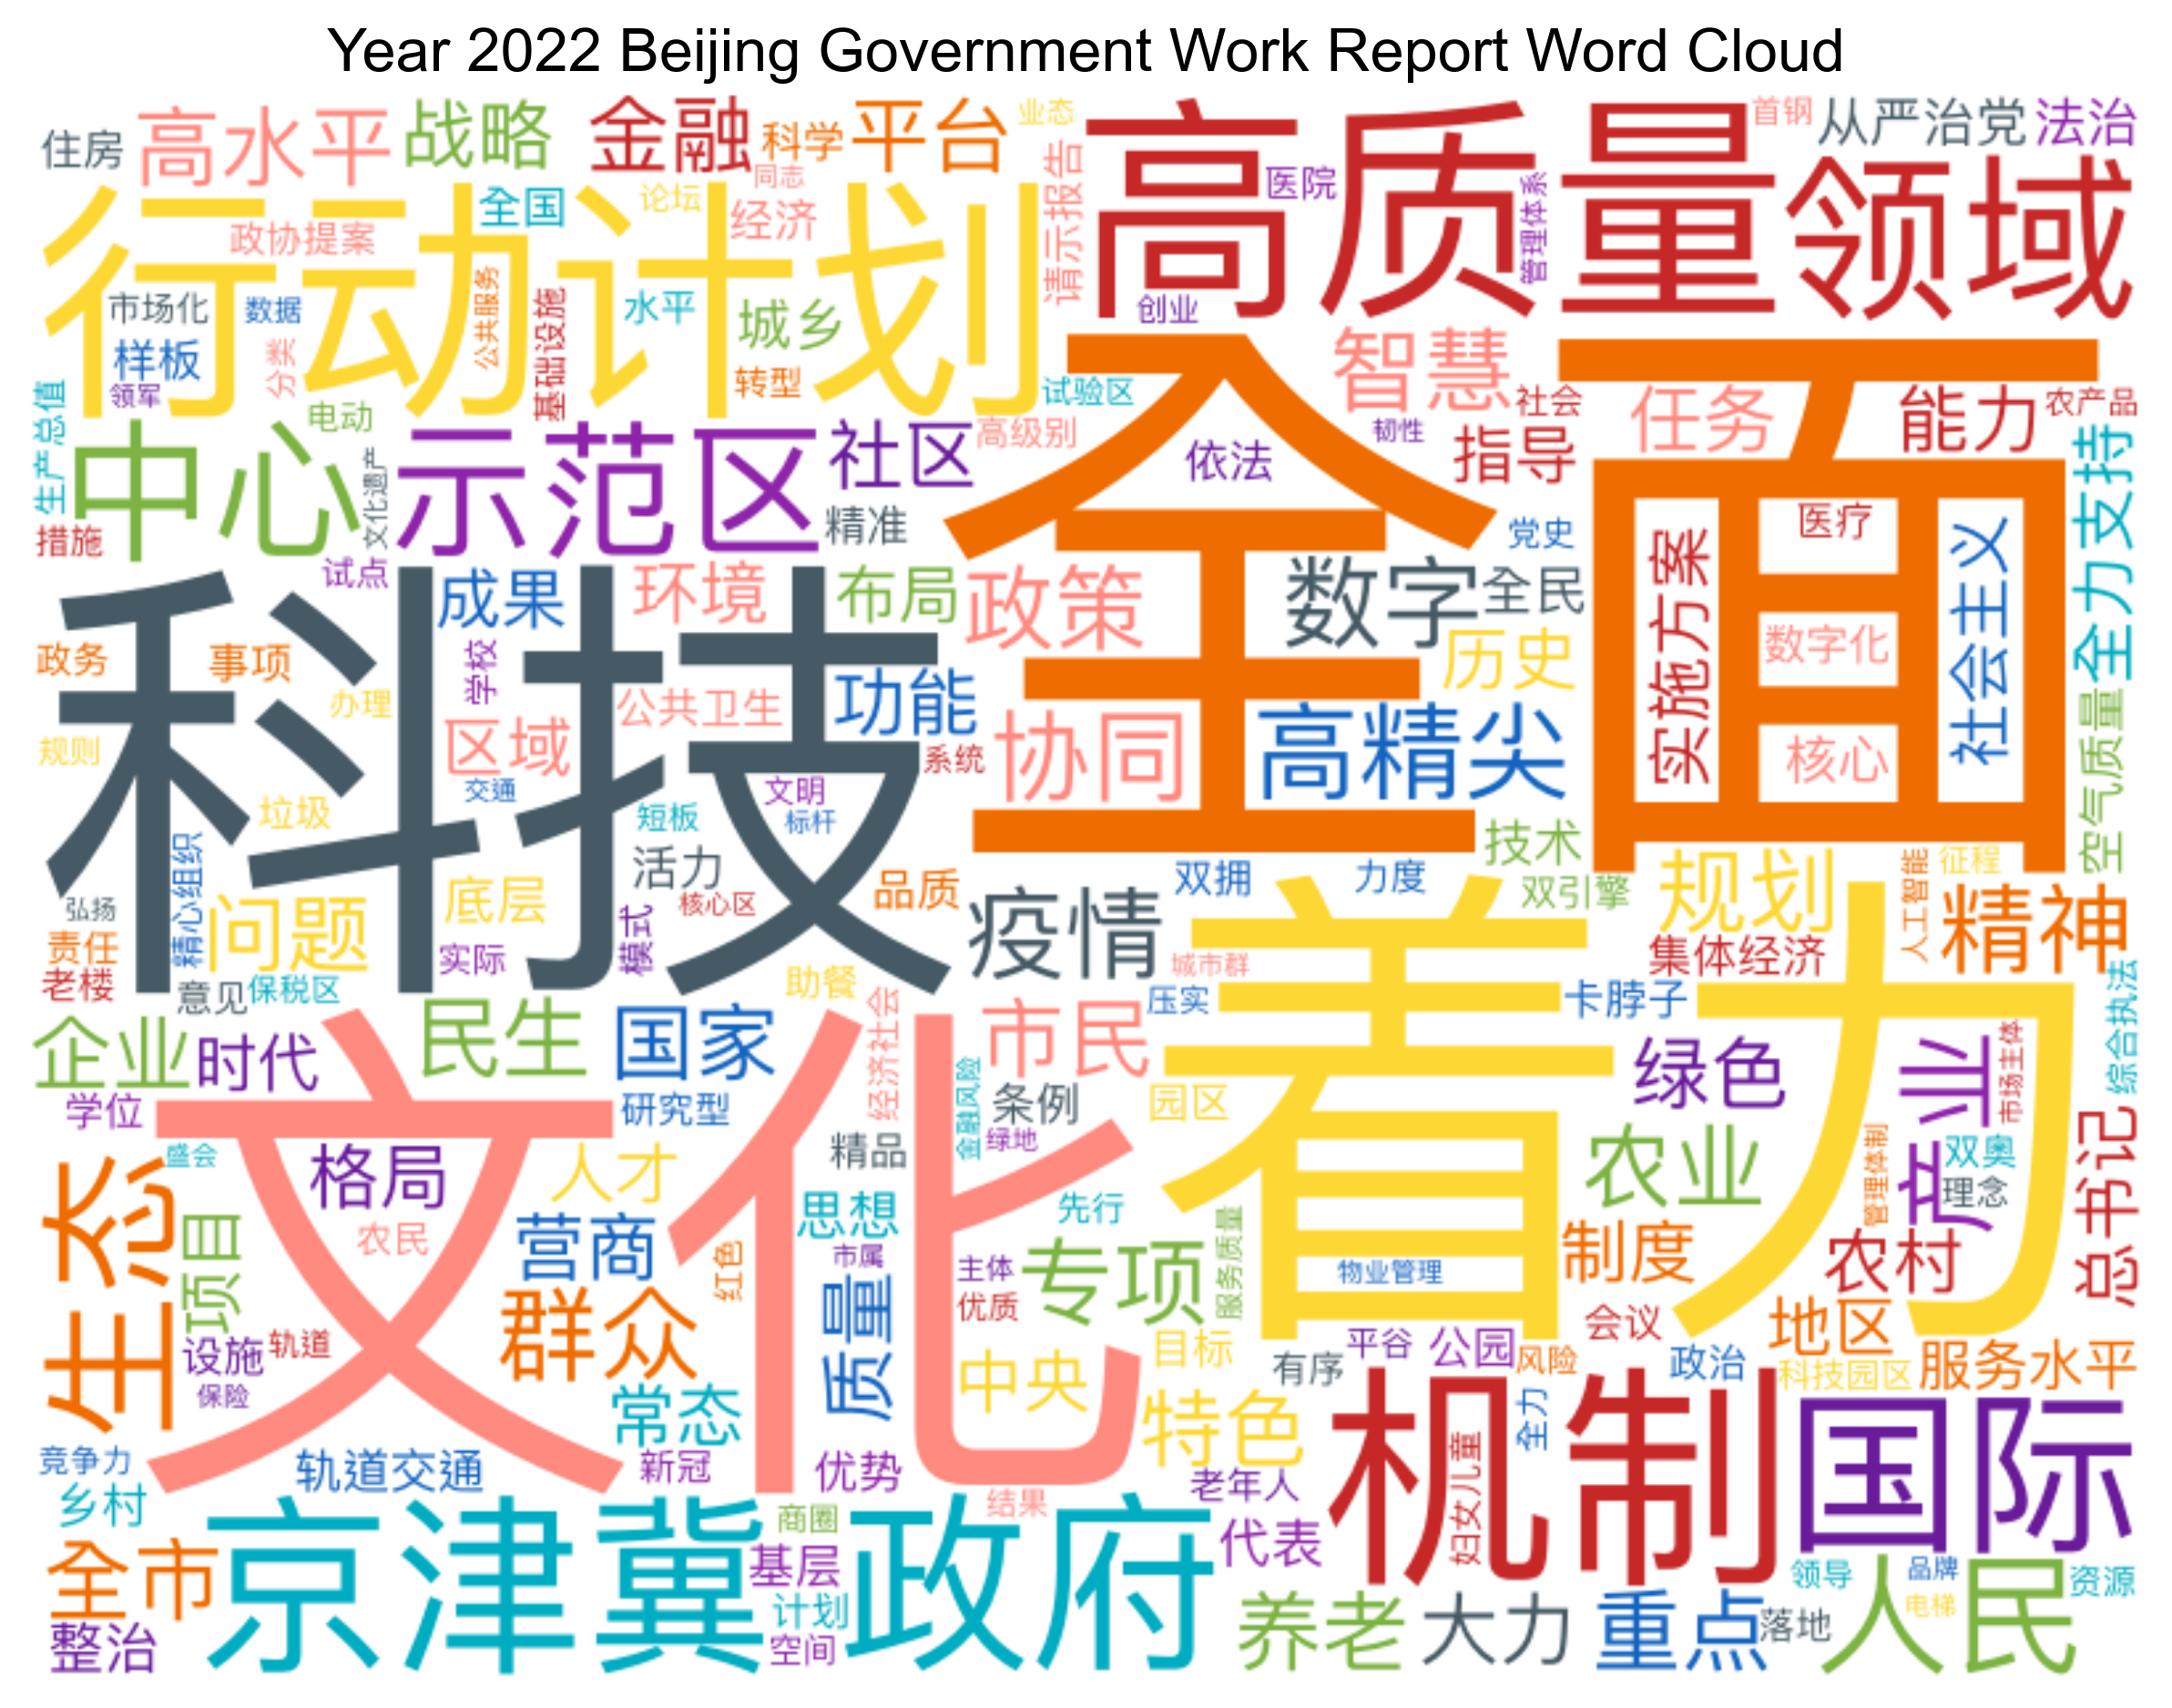 Year 2022 Beijing Government Work Report Word Cloud
住房
高水平
战略
金融
科学
平台
业态
高质量
首钢
从严治党
法治
同志
医院
领域
行动计划
全国
论坛
经济
政协提案
请示报告
管理体系
市场化
数据
公共服务
基础设施
水平
城乡
创业
样板
分类
领军
转型
试验区
智慧
社会
任务
能力
农产品
生产总值
电动
中心
文化遗产
示范区
社区
高级别
依法
韧性
指导
全面
医疗
全力支持
措施
试点
精准
党史
实施方案
社会主义
科技
成果
环境
布局
政策
数字
全民
政务
事项
办理
学校
公共卫生
功能
历史
数字化
规则
区域
系统
协同
高精尖
核心
空气质量
交通
文明
垃圾
短板
标杆
技术
精心组织
活力
底层
核心区
品质
双拥
力度
双引擎
规划
人工智能
征程
弘扬
问题
模式
疫情
着力
精神
责任
实际
城市群
集体经济
老楼
意见
保税区
助餐
压实
卡脖子
综合执法
企业
时代
民生
国家
经济社会
市民
绿色
产业
市场主体
学位
文化
研究型
金融风险
条例
园区
绿地
盛会
格局
人才
精品
农业
管理体制
双奥
总书记
生态
项目
农民
营商
思想
先行
服务质量
理念
红色
市属
主体
专项
物业管理
制度
农村
群众
质量
优质
会议
地区
设施
轨道
目标
平谷
公园
风险
政治
服务水平
保险
常态
中央
有序
科技园区
特色
全力
机制
国际
竞争力
轨道交通
新冠
优势
老年人
妇女儿童
乡村
京津冀
商圈
结果
政府
代表
全市
基层
领导
品牌
资源
计划
养老
大力
重点
落地
人民
电梯
整治
空间